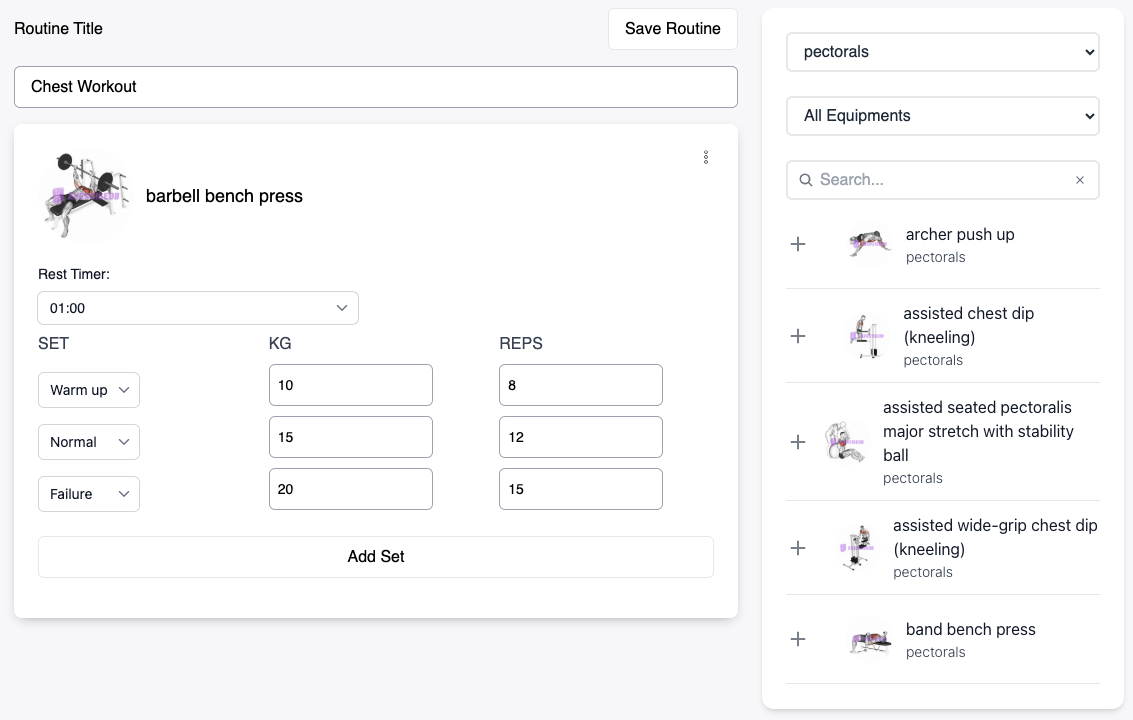 Routine Title
Save Routine
Chest Workout
barbell bench press
Rest Timer:
01:00
SET KG REPS
Warm up 10 8
Normal 15 12
Failure 20 15
Add Set
pectorals
All Equipments
Search...
archer push up
pectorals
assisted chest dip
(kneeling)
pectorals
assisted seated pectoralis
major stretch with stability
ball
pectorals
assisted wide-grip chest dip
(kneeling)
pectorals
band bench press
pectorals